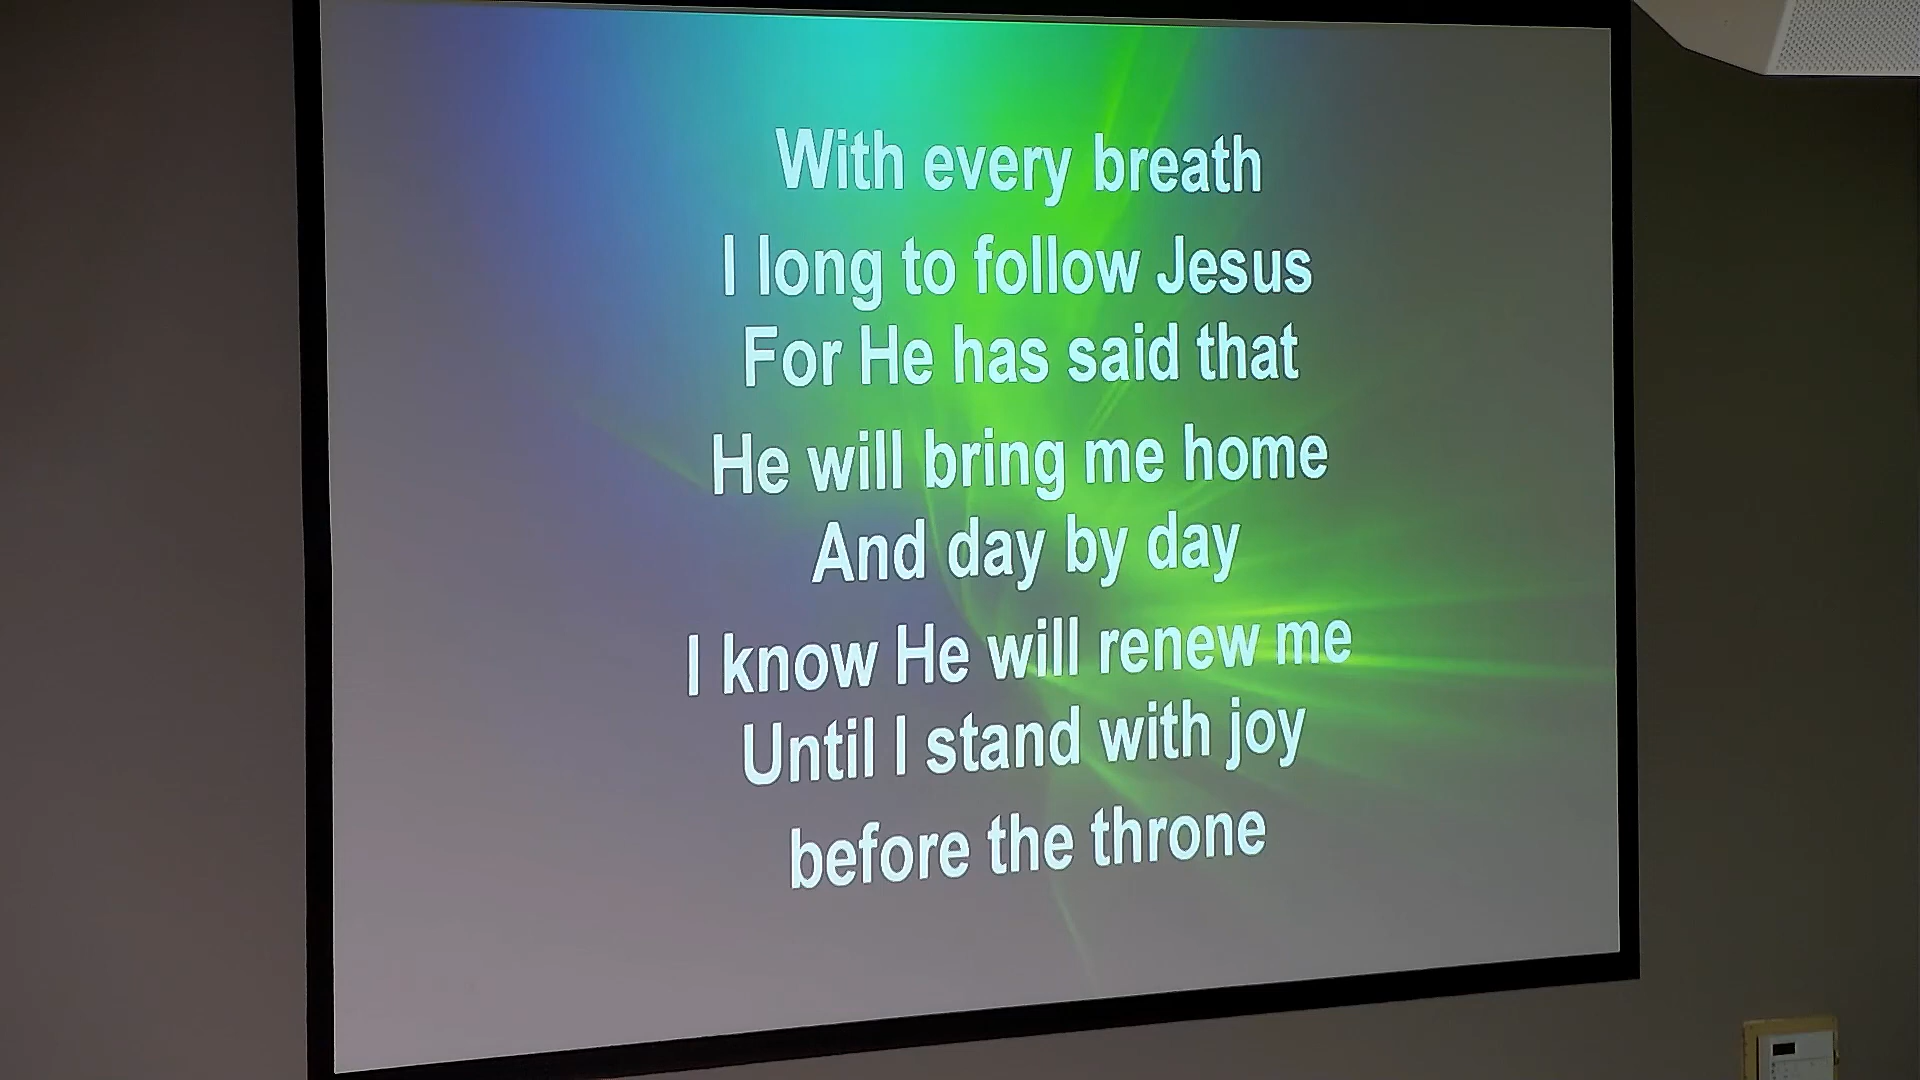 With every breath
I long to follow Jesus
For He has said that
He will bring me home
And day by day
I know He will renew me
Until I stand with joy
before the throne